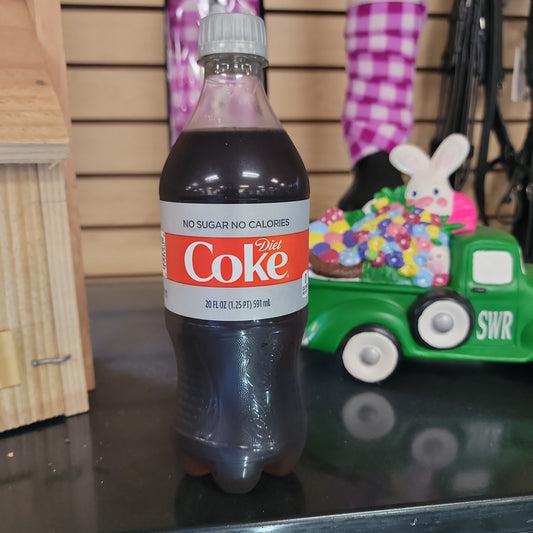 NO SUGAR NO CALORIES
Diet
Coke
20 FL OZ (1.25 PT) 591 mL
SWR